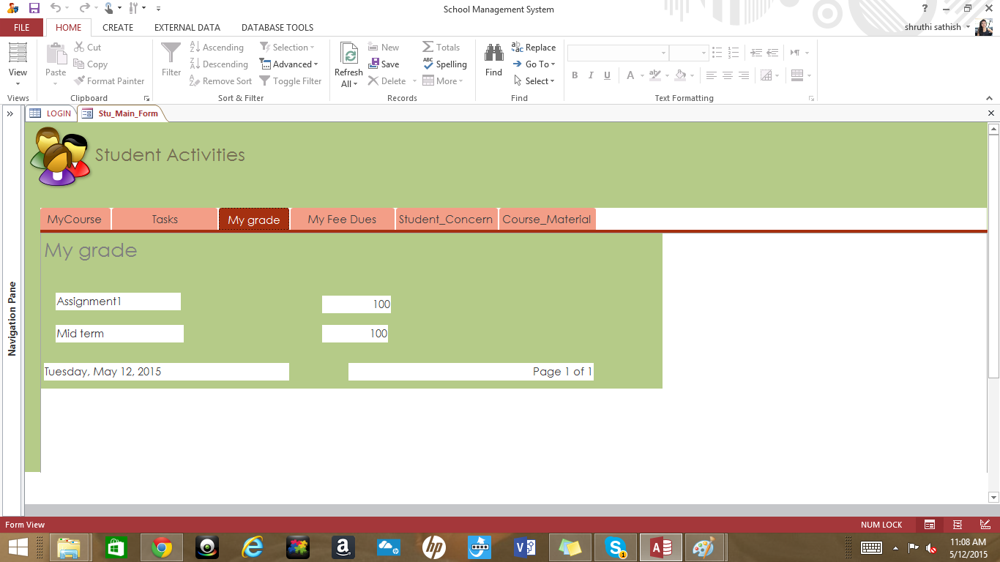 School Management System
?
FILE HOME CREATE EXTERNAL DATA DATABASE TOOLS shruthi sathish
View
Views
Paste
Cut
Copy
Format Painter
Clipboard
Filter
Ascending
Descending
Remove Sort
Selection
Advanced
Toggle Filter
Sort & Filter
Refresh
All
New
Save
Delete
Totals
Spelling
More
Records
Find
Replace
Go To
Select
Find
B I U A
Text Formatting
LOGIN Stu_Main_Form
Navigation Pane
Student Activities
MyCourse Tasks My grade My Fee Dues Student_Concern Course_Material
My grade
Assignment1 100
Mid term 100
Tuesday, May 12, 2015 Page 1 of 1
Form View NUM LOCK
11:08 AM
5/12/2015